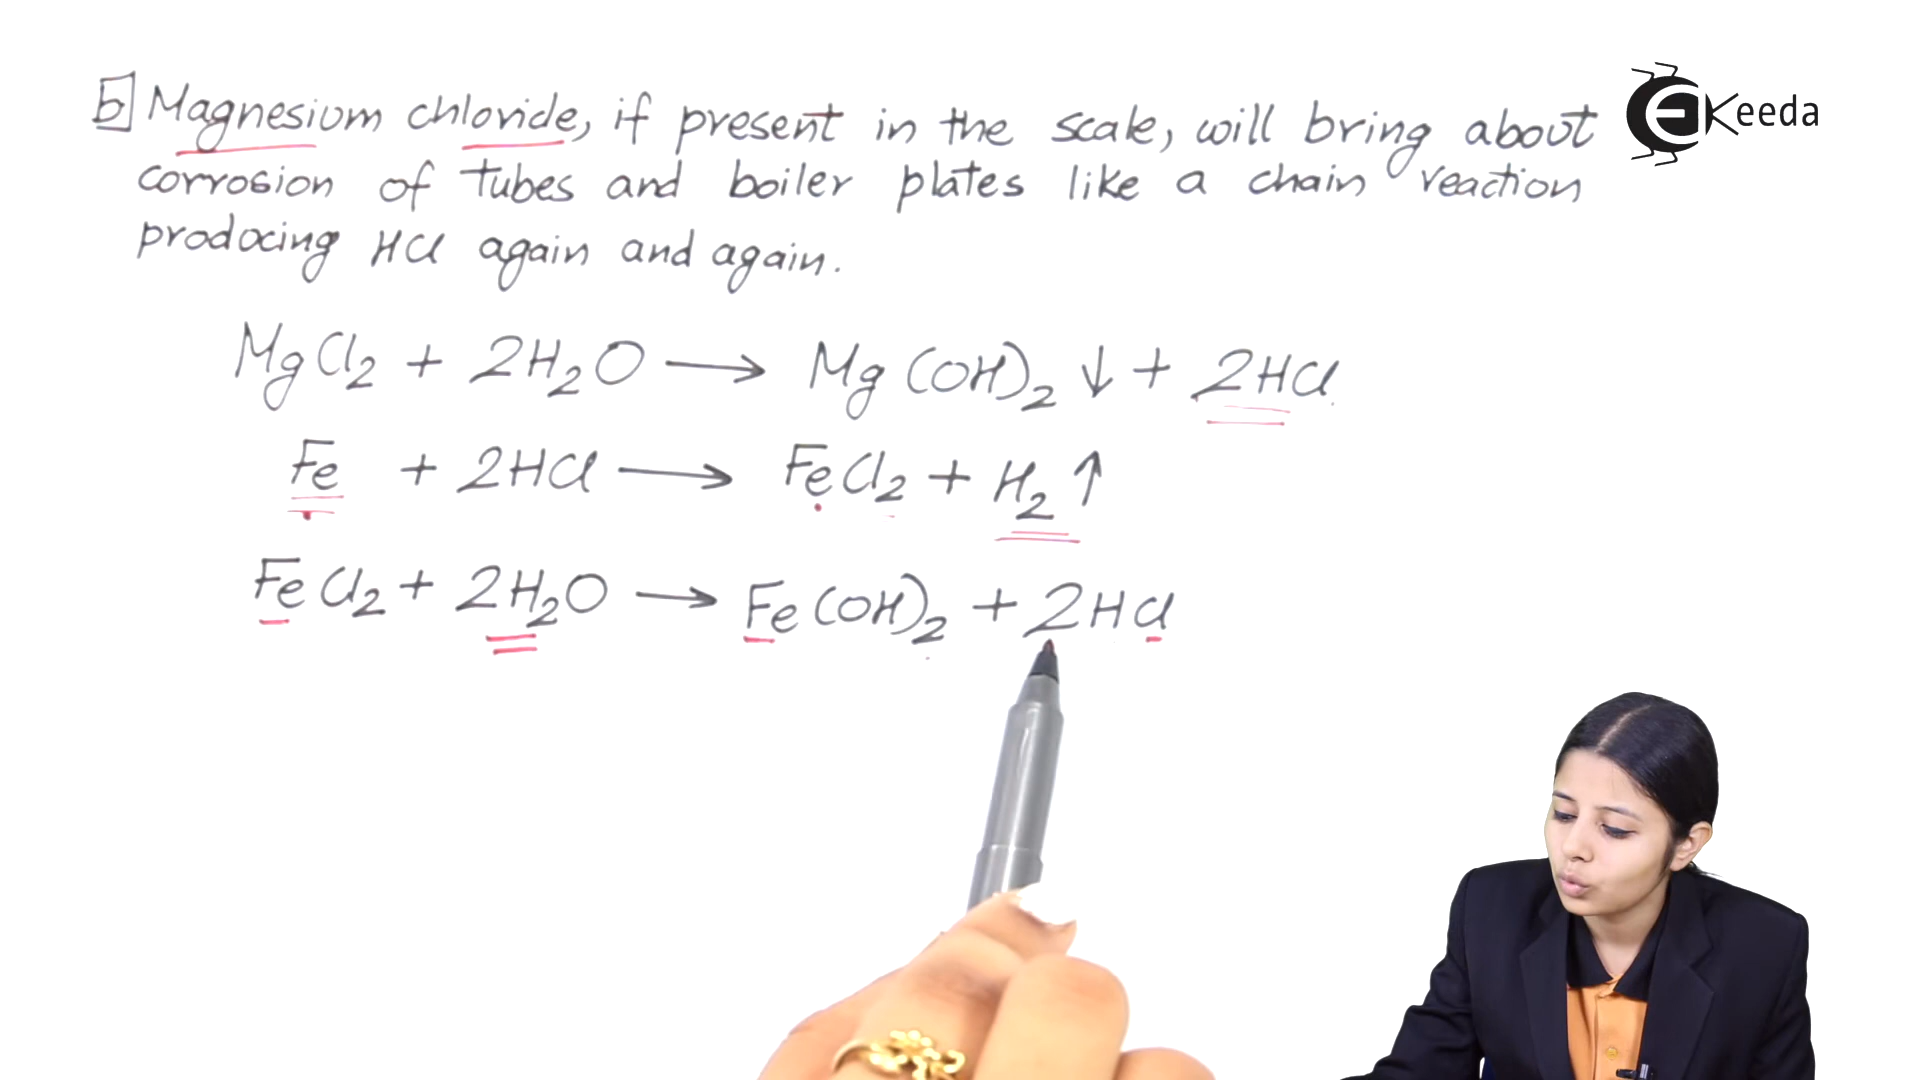 b Magnesium chloride, if present in the scale, will bring about
EKeeda
corrosion of tubes and boiler plates like a chain reaction
producing HCl again and again.
MgCl₂ + 2H₂O → Mg(OH)₂↓ + 2HCl
Fe + 2HCl → FeCl₂ + H₂↑
FeCl₂ + 2H₂O → Fe(OH)₂ + 2HCl